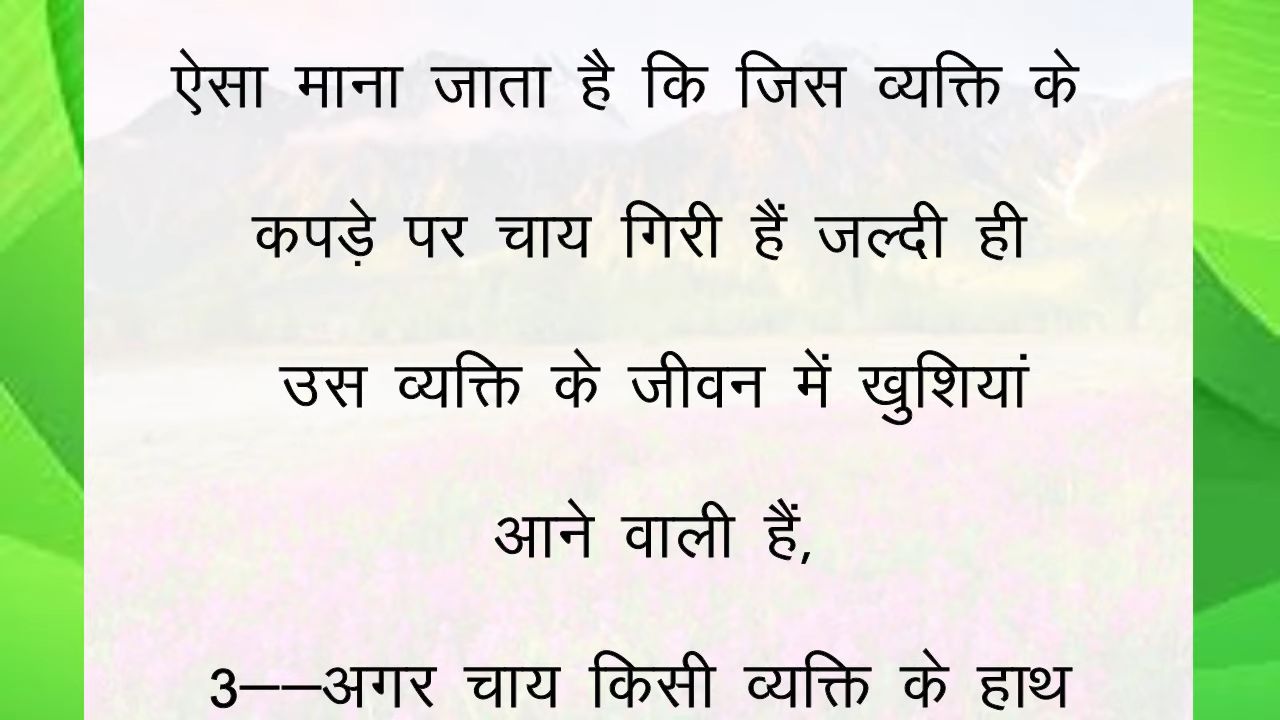 ऐसा माना जाता है कि जिस व्यक्ति के
कपड़े पर चाय गिरी हैं जल्दी ही
उस व्यक्ति के जीवन में खुशियां
आने वाली हैं,
3––अगर चाय किसी व्यक्ति के हाथ